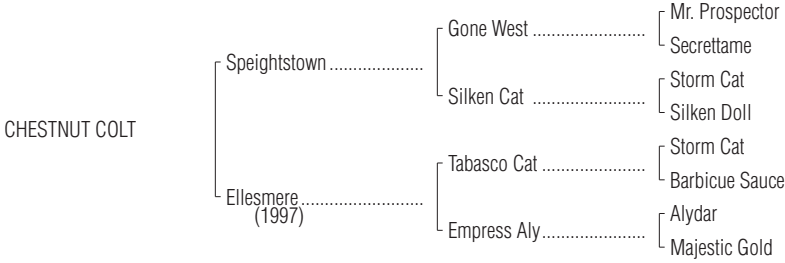 Mr. Prospector
Gone West ........................
Secrettame
Speightstown ....................
Storm Cat
Silken Cat ........................
Silken Doll
CHESTNUT COLT
Storm Cat
Tabasco Cat ......................
Barbicue Sauce
Ellesmere ..........................
(1997)
Alydar
Empress Aly ......................
Majestic Gold